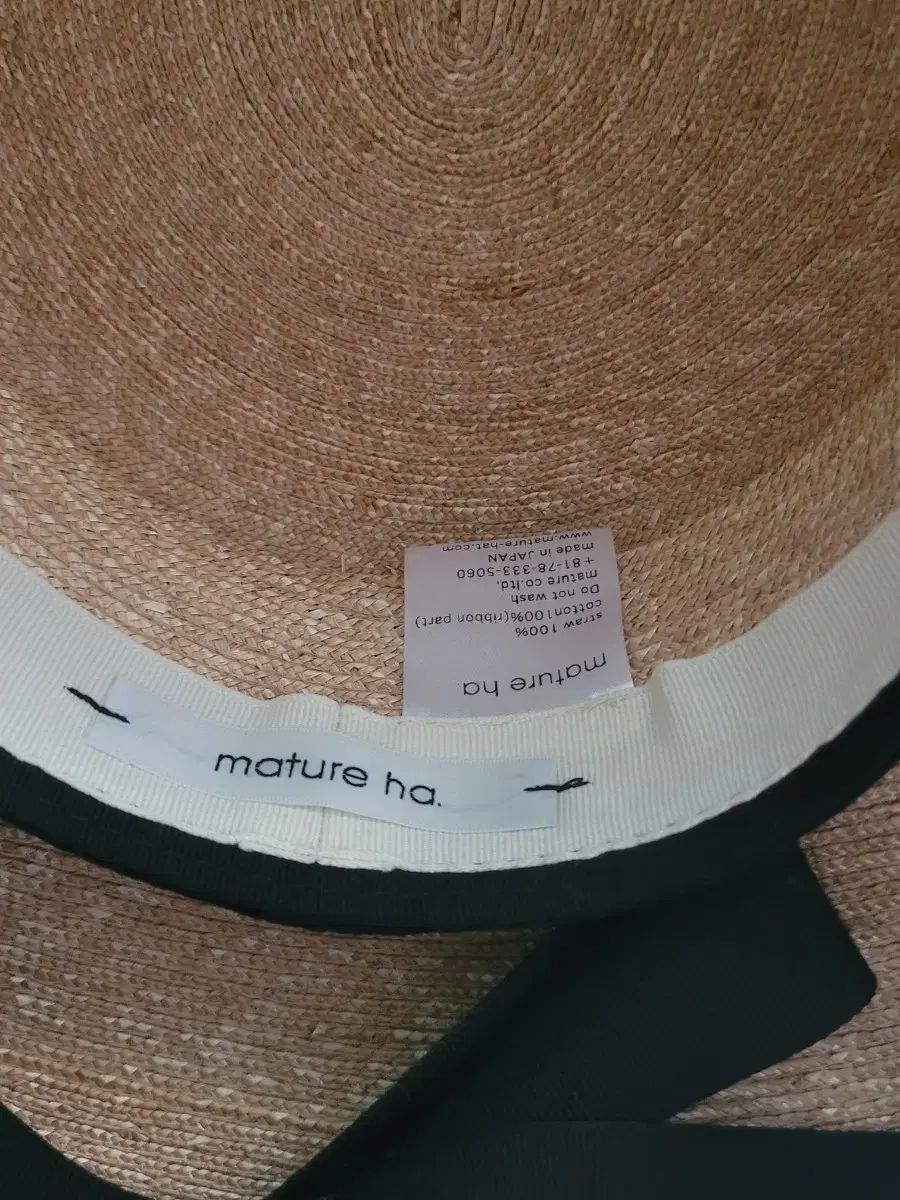 mature ha.
straw 100%
cotton100%(ribbon part)
Do not wash
mature co.ltd.
+81-78-333-5060
made in JAPAN
www.mature-hat.com
mature ha.